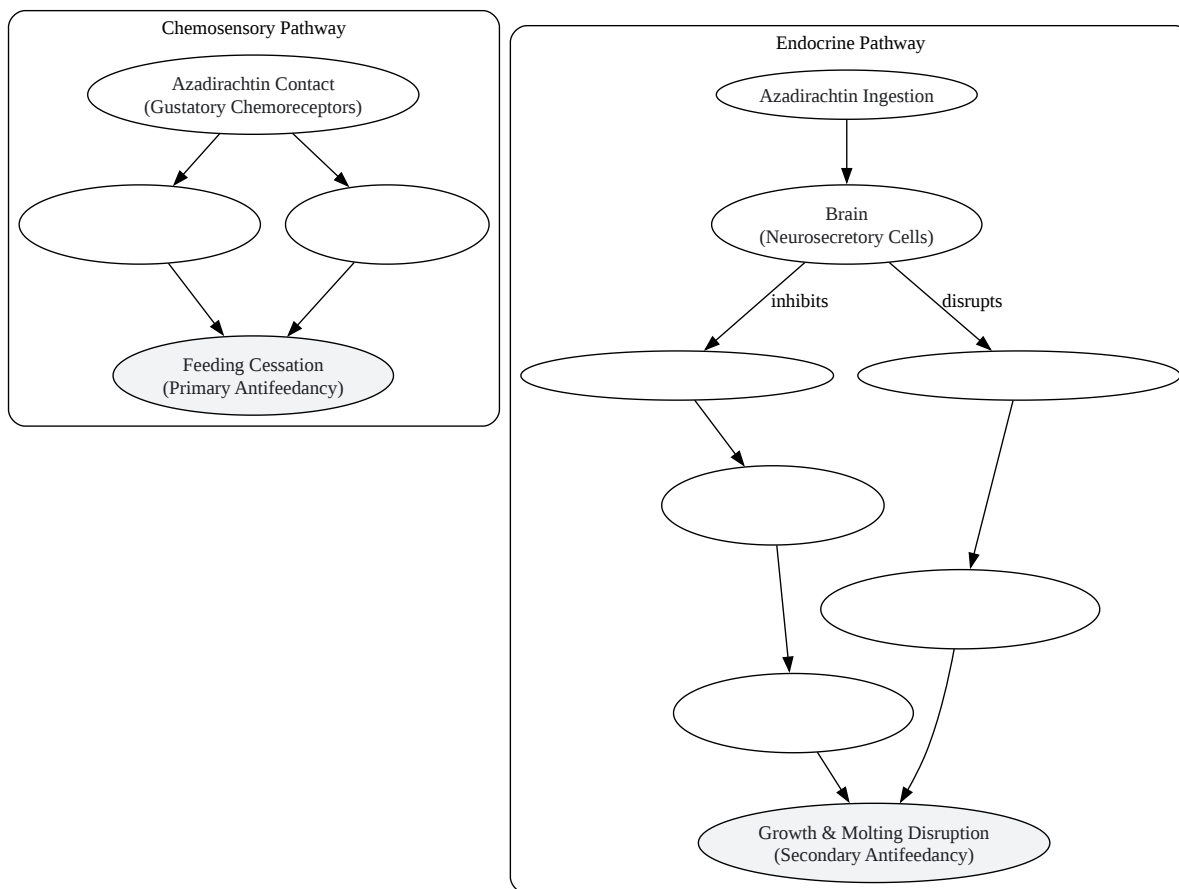 Chemosensory Pathway
Azadirachtin Contact
(Gustatory Chemoreceptors)
Feeding Cessation
(Primary Antifeedancy)
Endocrine Pathway
Azadirachtin Ingestion
Brain
(Neurosecretory Cells)
inhibits
disrupts
Growth & Molting Disruption
(Secondary Antifeedancy)